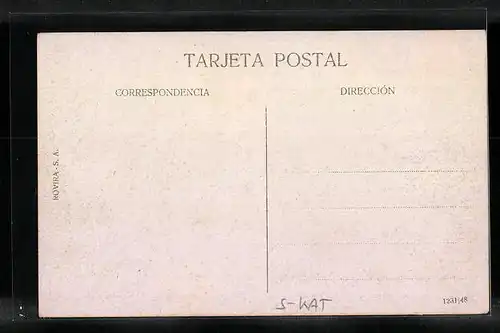 TARJETA POSTAL
CORRESPONDENCIA
DIRECCIÓN
ROVIRA - S. A.
S-KAT
1231/48